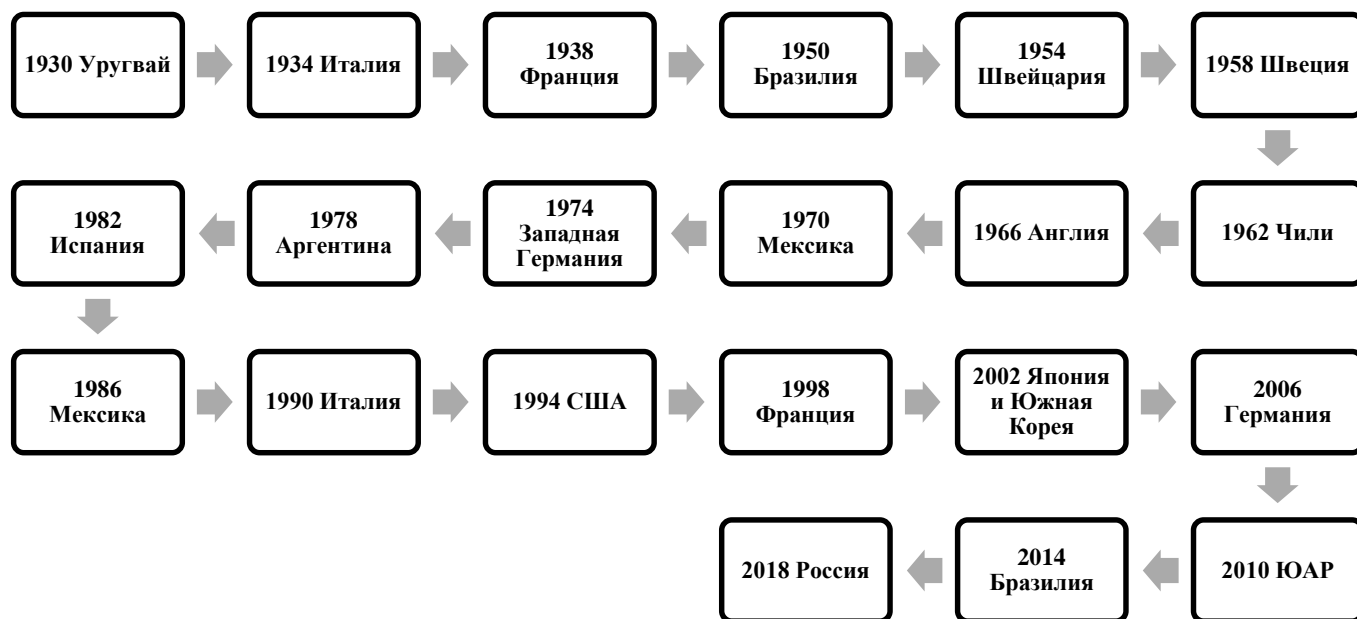 1930 Уругвай
1934 Италия
1938
Франция
1950
Бразилия
1954
Швейцария
1958 Швеция
1962 Чили
1966 Англия
1970
Мексика
1974
Западная
Германия
1978
Аргентина
1982
Испания
1986
Мексика
1990 Италия
1994 США
1998
Франция
2002 Япония
и Южная
Корея
2006
Германия
2010 ЮАР
2014
Бразилия
2018 Россия